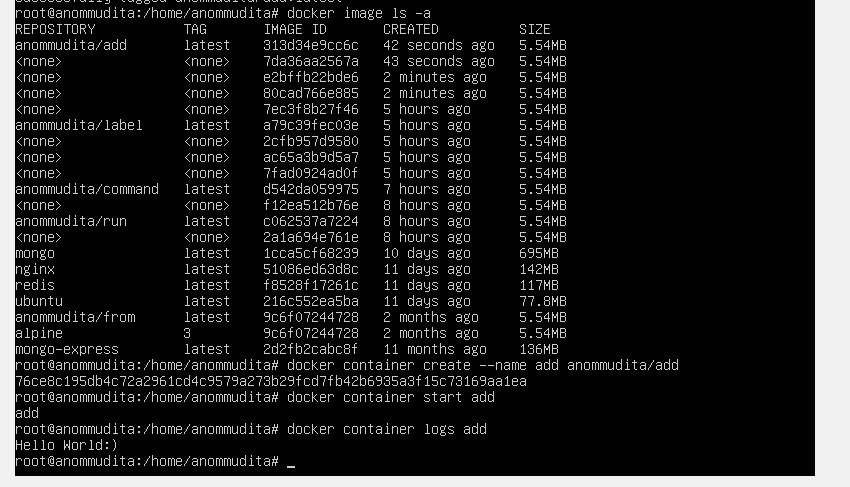 root@anommudita:/home/anommudita# docker image ls -a
REPOSITORY TAG IMAGE ID CREATED SIZE
anommudita/add latest 313d34e9cc6c 42 seconds ago 5.54MB
<none> <none> 7da36aa2567a 43 seconds ago 5.54MB
<none> <none> e2bffb22bde6 2 minutes ago 5.54MB
<none> <none> 80cad766e885 2 minutes ago 5.54MB
<none> <none> 7ec3f8b27f46 5 hours ago 5.54MB
anommudita/label latest a79c39fec03e 5 hours ago 5.54MB
<none> <none> 2cfb957d9580 5 hours ago 5.54MB
<none> <none> ac65a3b9d5a7 5 hours ago 5.54MB
<none> <none> 7fad0924ad0f 5 hours ago 5.54MB
anommudita/command latest d542da059975 7 hours ago 5.54MB
<none> <none> f12ea512b76e 8 hours ago 5.54MB
anommudita/run latest c062537a7224 8 hours ago 5.54MB
<none> <none> 2a1a694e761e 8 hours ago 5.54MB
mongo latest 1cca5cf68239 10 days ago 695MB
nginx latest 51086ed63d8c 11 days ago 142MB
redis latest f8528f17261c 11 days ago 117MB
ubuntu latest 216c552ea5ba 11 days ago 77.8MB
anommudita/from latest 9c6f07244728 2 months ago 5.54MB
alpine 3 9c6f07244728 2 months ago 5.54MB
mongo-express latest 2d2fb2cabc8f 11 months ago 136MB
root@anommudita:/home/anommudita# docker container create --name add anommudita/add
76ce8c195db4c72a2961cd4c9579a273b29fcd7fb42b6935a3f15c73169aa1ea
root@anommudita:/home/anommudita# docker container start add
add
root@anommudita:/home/anommudita# docker container logs add
Hello World:)
root@anommudita:/home/anommudita# _